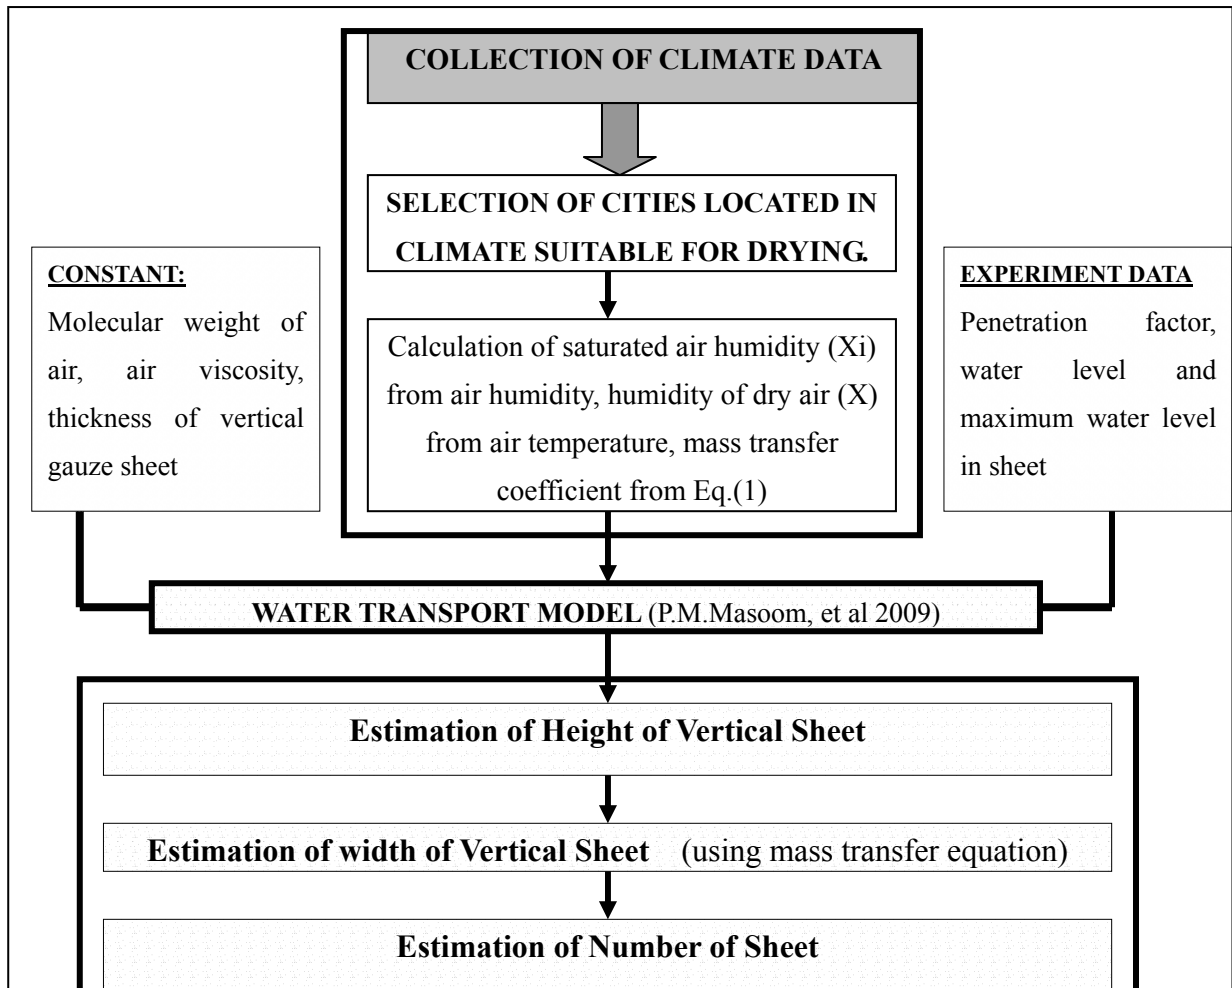 COLLECTION OF CLIMATE DATA
SELECTION OF CITIES LOCATED IN
CLIMATE SUITABLE FOR DRYING.
CONSTANT:
Molecular weight of
air, air viscosity,
thickness of vertical
gauze sheet
Calculation of saturated air humidity (Xi)
from air humidity, humidity of dry air (X)
from air temperature, mass transfer
coefficient from Eq.(1)
EXPERIMENT DATA
Penetration factor,
water level and
maximum water level
in sheet
WATER TRANSPORT MODEL (P.M.Masoom, et al 2009)
Estimation of Height of Vertical Sheet
Estimation of width of Vertical Sheet (using mass transfer equation)
Estimation of Number of Sheet